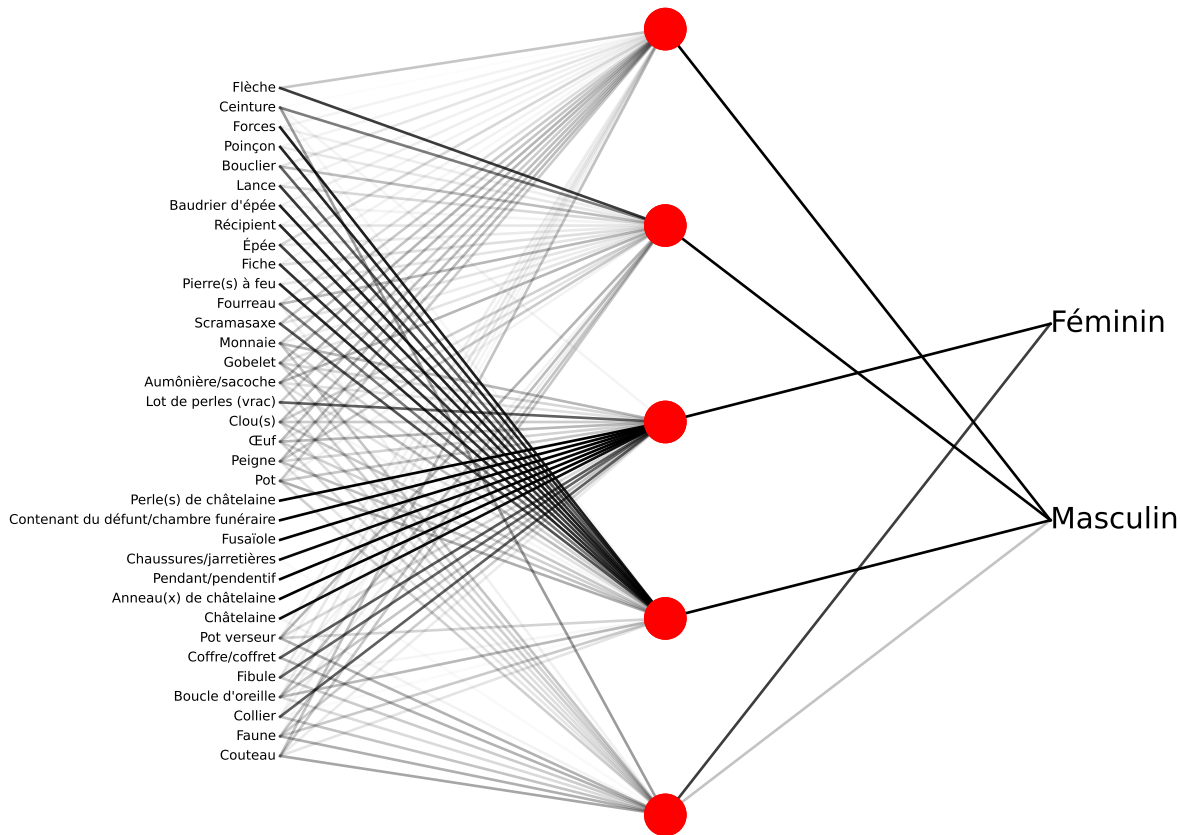 Flèche
Ceinture
Forces
Poinçon
Bouclier
Lance
Baudrier d'épée
Récipient
Épée
Fiche
Pierre(s) à feu
Fourreau
Scramasaxe
Monnaie
Gobelet
Aumônière/sacoche
Lot de perles (vrac)
Clou(s)
Œuf
Peigne
Pot
Perle(s) de châtelaine
Contenant du défunt/chambre funéraire
Fusaïole
Chaussures/jarretières
Pendant/pendentif
Anneau(x) de châtelaine
Châtelaine
Pot verseur
Coffre/coffret
Fibule
Boucle d'oreille
Collier
Faune
Couteau
Féminin
Masculin